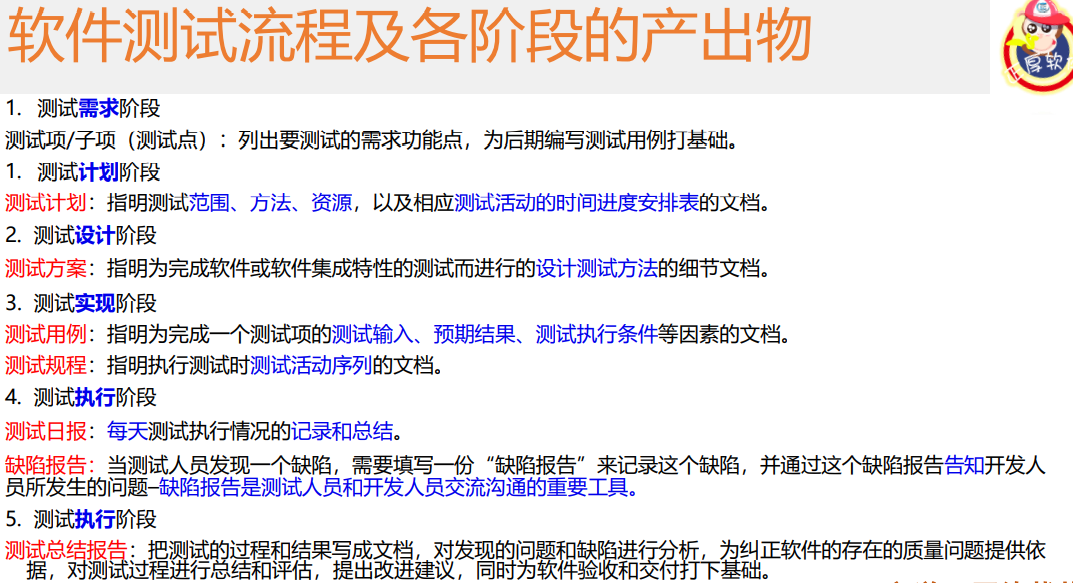 软件测试流程及各阶段的产出物
厚软
1. 测试需求阶段
测试项/子项（测试点）：列出要测试的需求功能点，为后期编写测试用例打基础。
1. 测试计划阶段
测试计划：指明测试范围、方法、资源，以及相应测试活动的时间进度安排表的文档。
2. 测试设计阶段
测试方案：指明为完成软件或软件集成特性的测试而进行的设计测试方法的细节文档。
3. 测试实现阶段
测试用例：指明为完成一个测试项的测试输入、预期结果、测试执行条件等因素的文档。
测试规程：指明执行测试时测试活动序列的文档。
4. 测试执行阶段
测试日报：每天测试执行情况的记录和总结。
缺陷报告：当测试人员发现一个缺陷，需要填写一份“缺陷报告”来记录这个缺陷，并通过这个缺陷报告告知开发人
员所发生的问题–缺陷报告是测试人员和开发人员交流沟通的重要工具。
5. 测试执行阶段
测试总结报告：把测试的过程和结果写成文档，对发现的问题和缺陷进行分析，为纠正软件的存在的质量问题提供依
据，对测试过程进行总结和评估，提出改进建议，同时为软件验收和交付打下基础。